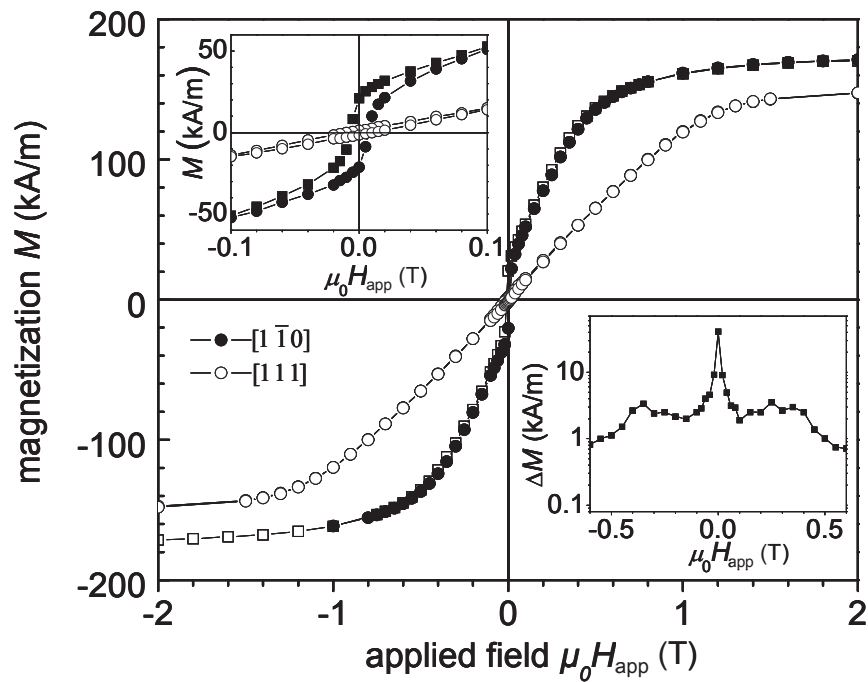 200
100
0
-100
-200
magnetization M (kA/m)
-2
-1
0
1
2
applied field μ₀Hₐₚₚ (T)
50
0
-50
M (kA/m)
-0.1
0.0
0.1
μ₀Hₐₚₚ (T)
[1 1̅ 0]
[1 1 1]
10
1
0.1
ΔM (kA/m)
-0.5
0.0
0.5
μ₀Hₐₚₚ (T)